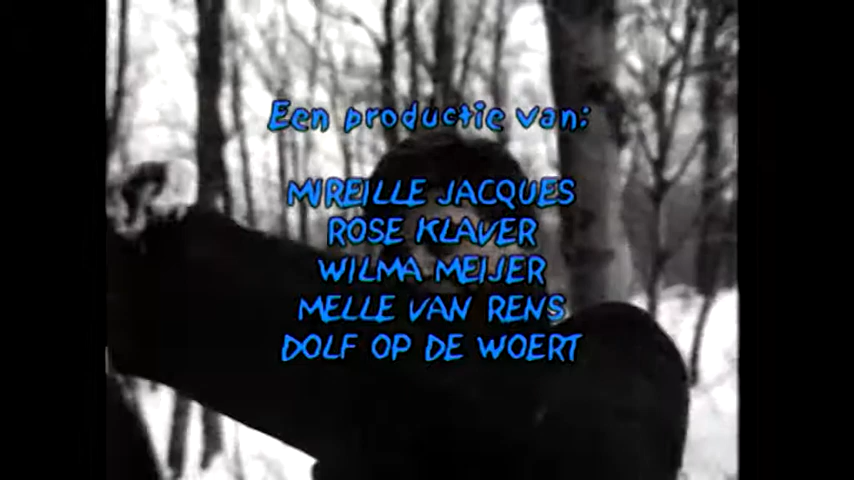 Een productie van:
MIREILLE JACQUES
ROSE KLAVER
WILMA MEIJER
MELLE VAN RENS
DOLF OP DE WOERT